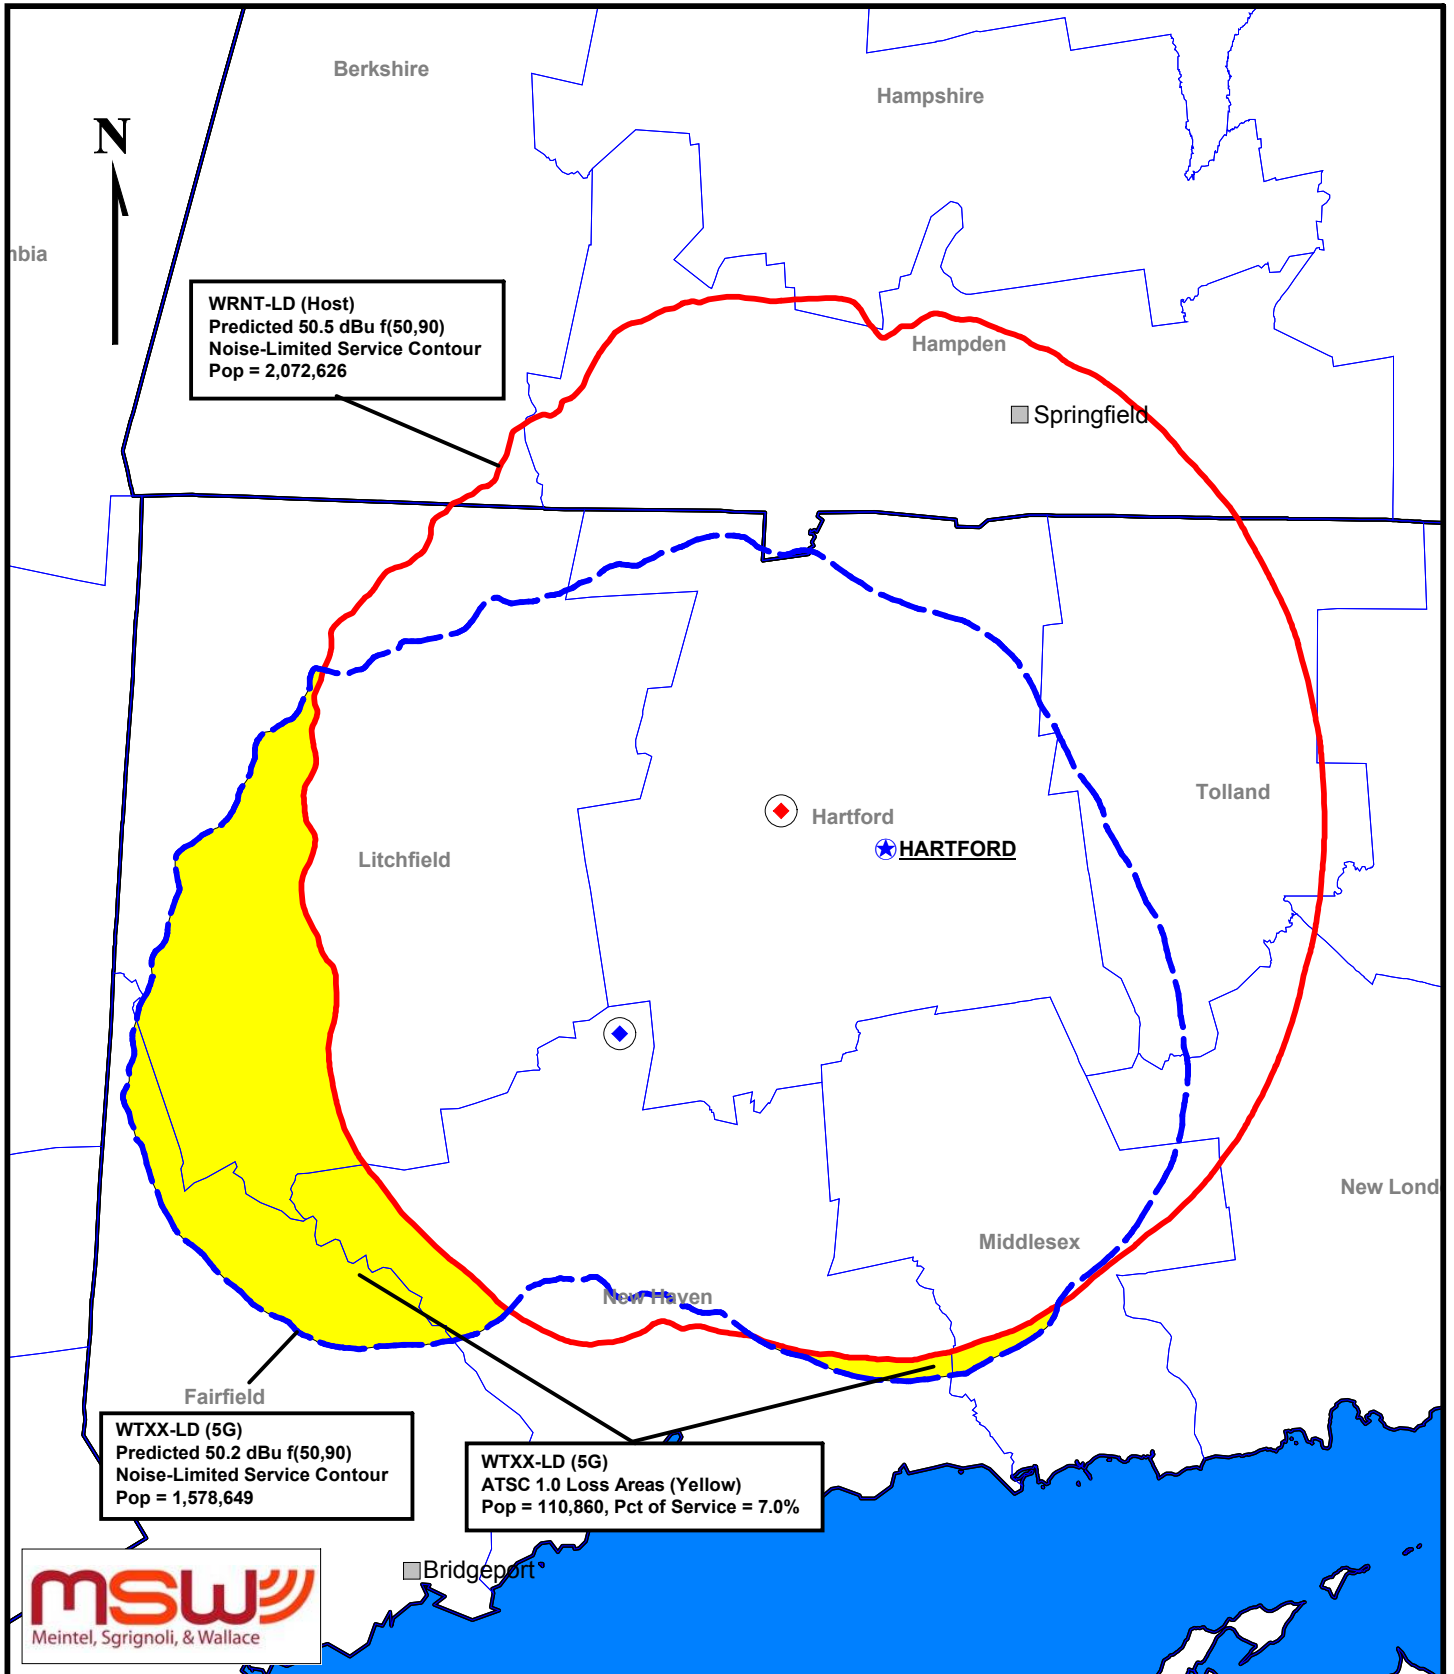 Berkshire
Hampshire
N
nbia
WRNT-LD (Host)
Predicted 50.5 dBu f(50,90)
Noise-Limited Service Contour
Pop = 2,072,626
Hampden
Springfield
Tolland
Hartford
HARTFORD
Litchfield
New Lond
Middlesex
New Haven
Fairfield
WTXX-LD (5G)
Predicted 50.2 dBu f(50,90)
Noise-Limited Service Contour
Pop = 1,578,649
WTXX-LD (5G)
ATSC 1.0 Loss Areas (Yellow)
Pop = 110,860, Pct of Service = 7.0%
Bridgeport
msw
Meintel, Sgrignoli, & Wallace